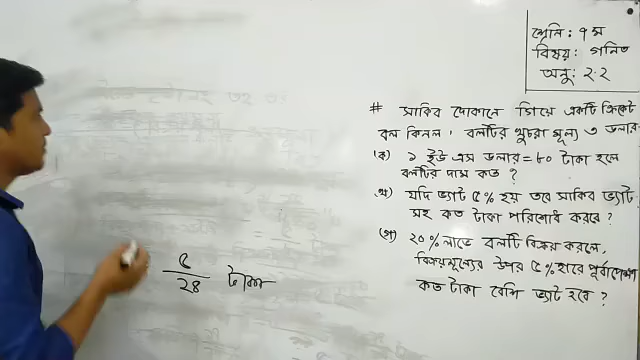 শ্রেনি: ৭ম
বিষয়: গনিত
অনু: ২.২
# সাকিব দোকানে গিয়ে একটি ক্রিকেট
বল কিনল। বলটির খুচরা মূল্য ৩ ডলার
(ক) ১ ইউ এস ডলার = ৮০ টাকা হলে
বলটির দাম কত ?
(খ) যদি ভ্যাট ৫% হয় তবে সাকিব ভ্যাট
সহ কত টাকা পরিশোধ করবে ?
(গ) ২০% লাভে বলটি বিক্রয় করলে,
বিক্রয়মূল্যের উপর ৫% হারে পূর্বাপেক্ষা
কত টাকা বেশি ভ্যাট হবে ?
৫
২৪ টাকা